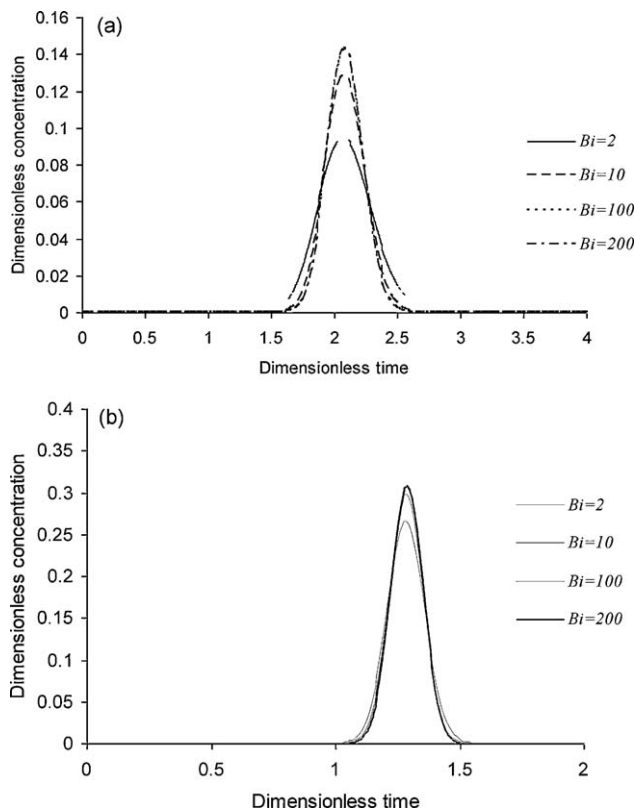 (a)
0.16
0.14
0.12
0.1
0.08
0.06
0.04
0.02
0
Dimensionless concentration
0 0.5 1 1.5 2 2.5 3 3.5 4
Dimensionless time
Bi=2
Bi=10
Bi=100
Bi=200
(b)
0.4
0.35
0.3
0.25
0.2
0.15
0.1
0.05
0
Dimensionless concentration
0 0.5 1 1.5 2
Dimensionless time
Bi=2
Bi=10
Bi=100
Bi=200